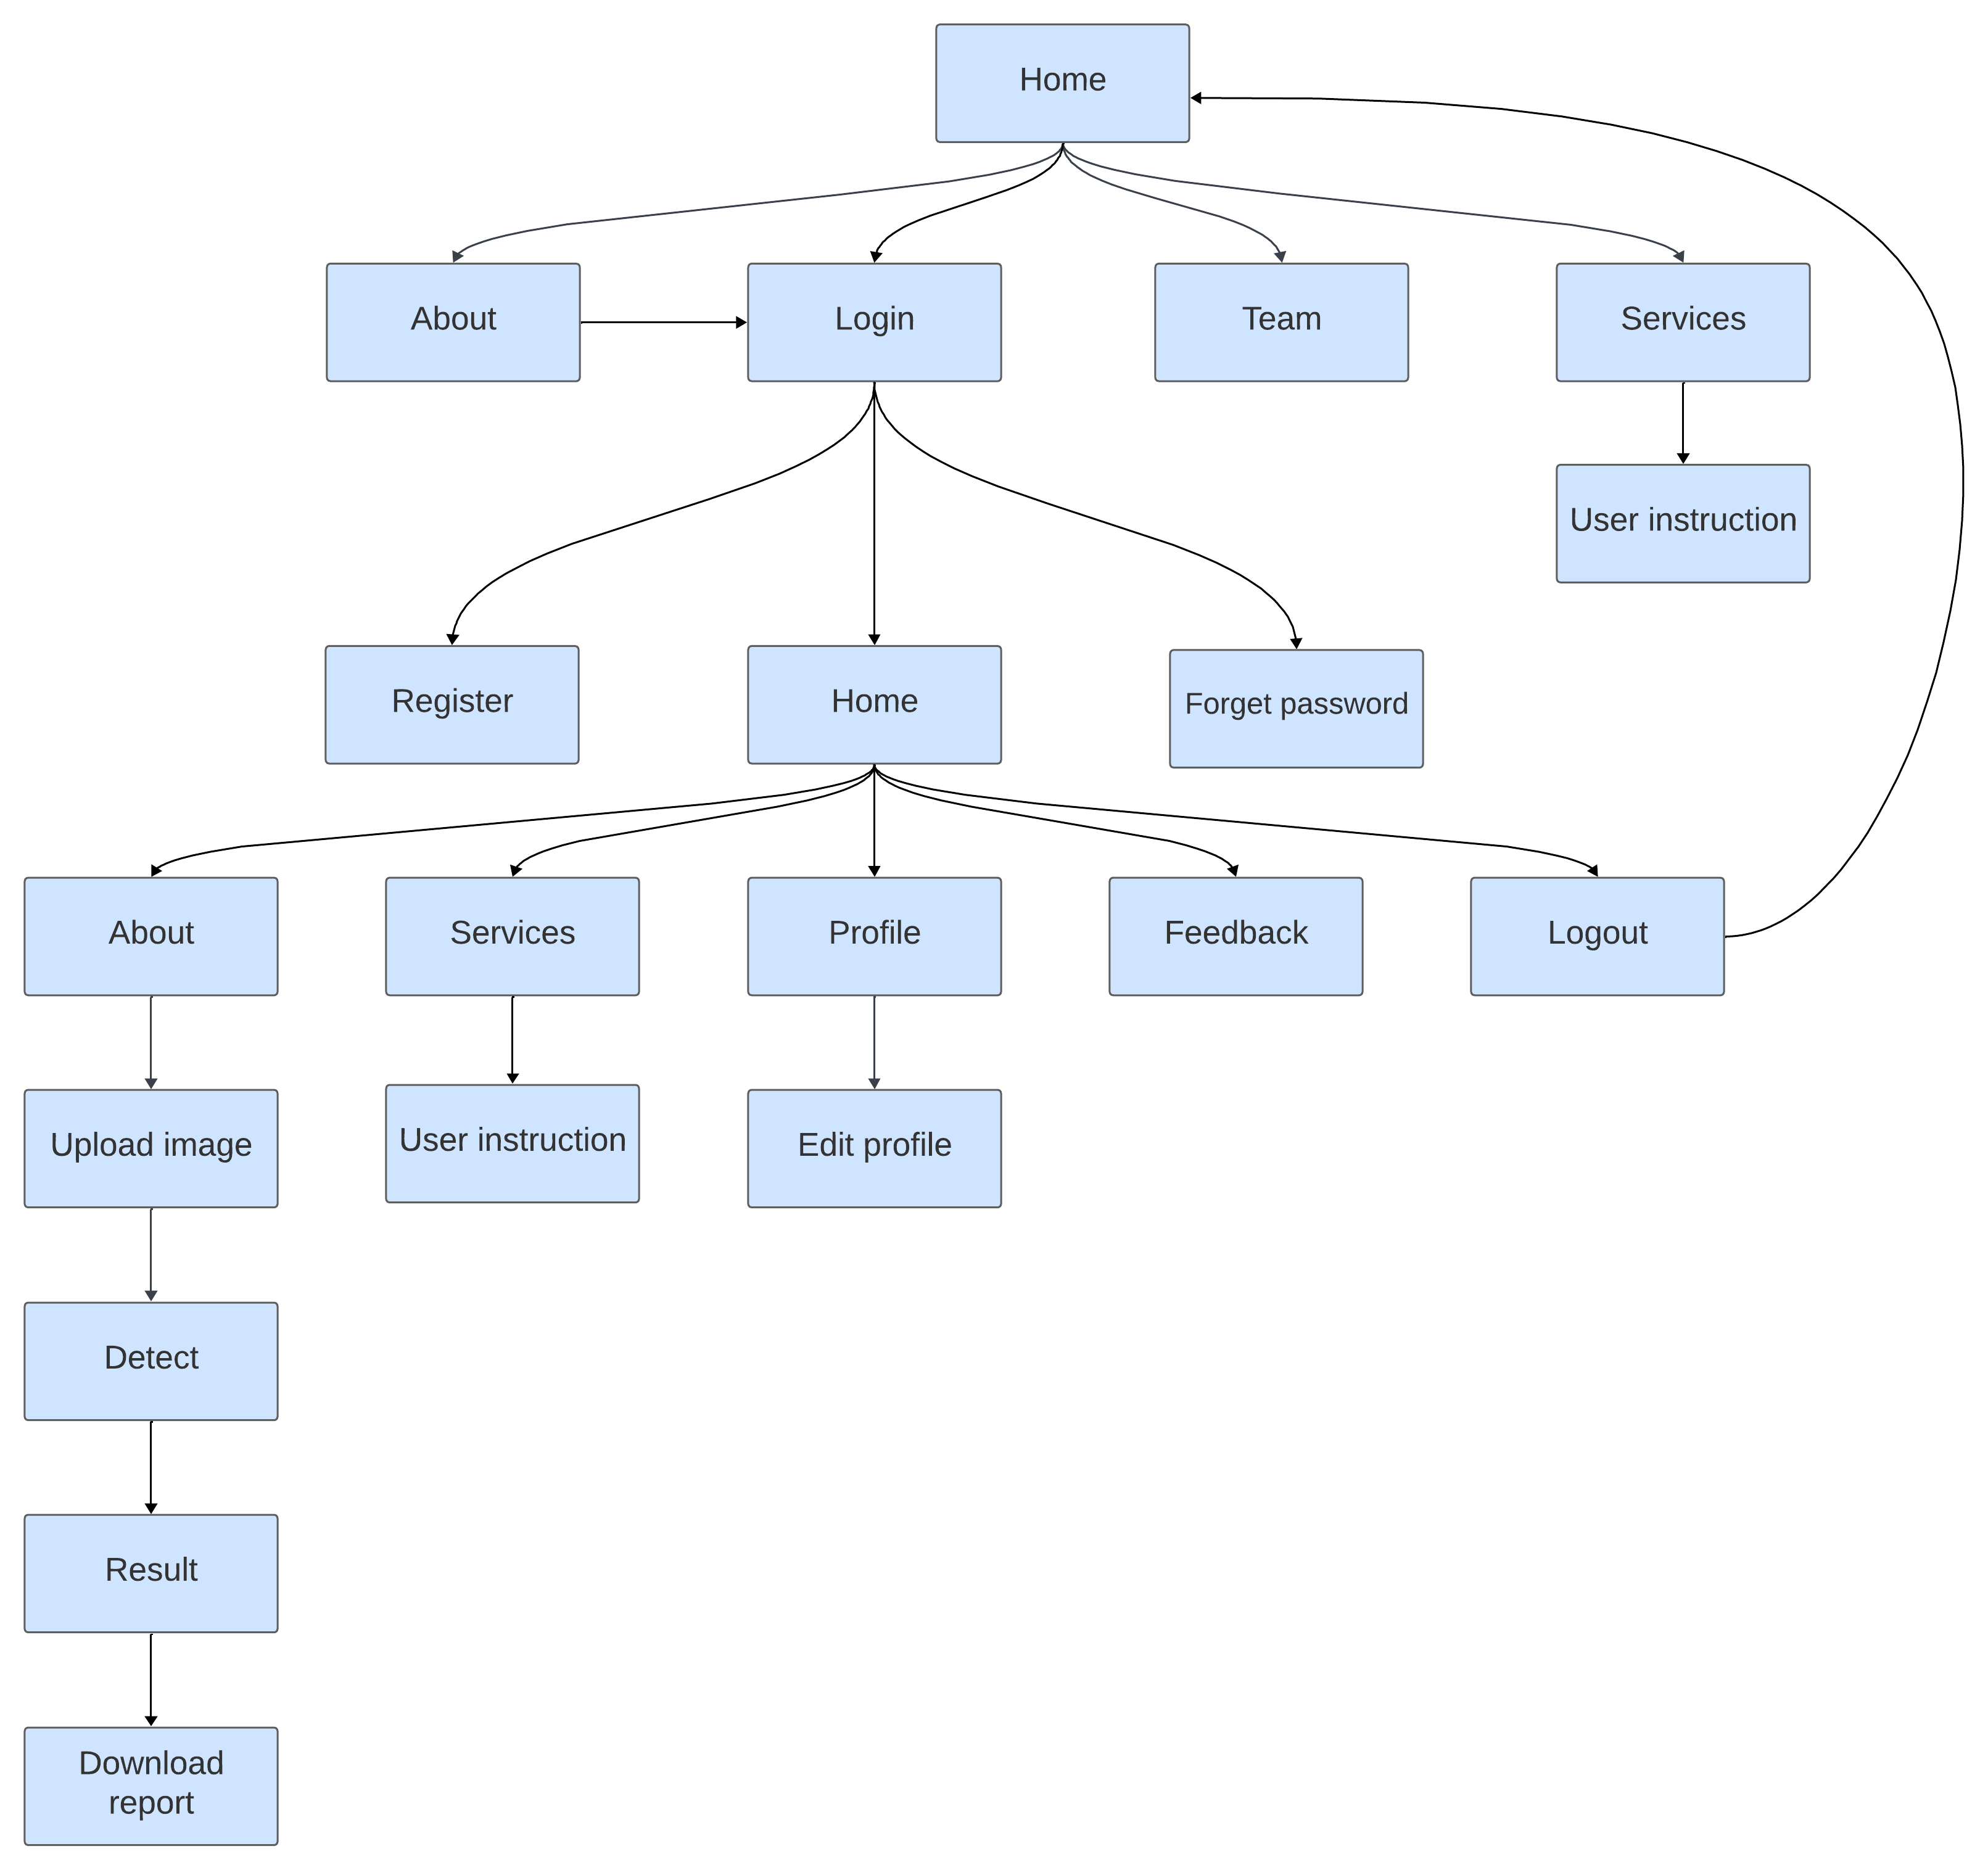 Home
About
Login
Team
Services
User instruction
Register
Home
Forget password
About
Services
Profile
Feedback
Logout
Upload image
User instruction
Edit profile
Detect
Result
Download
report